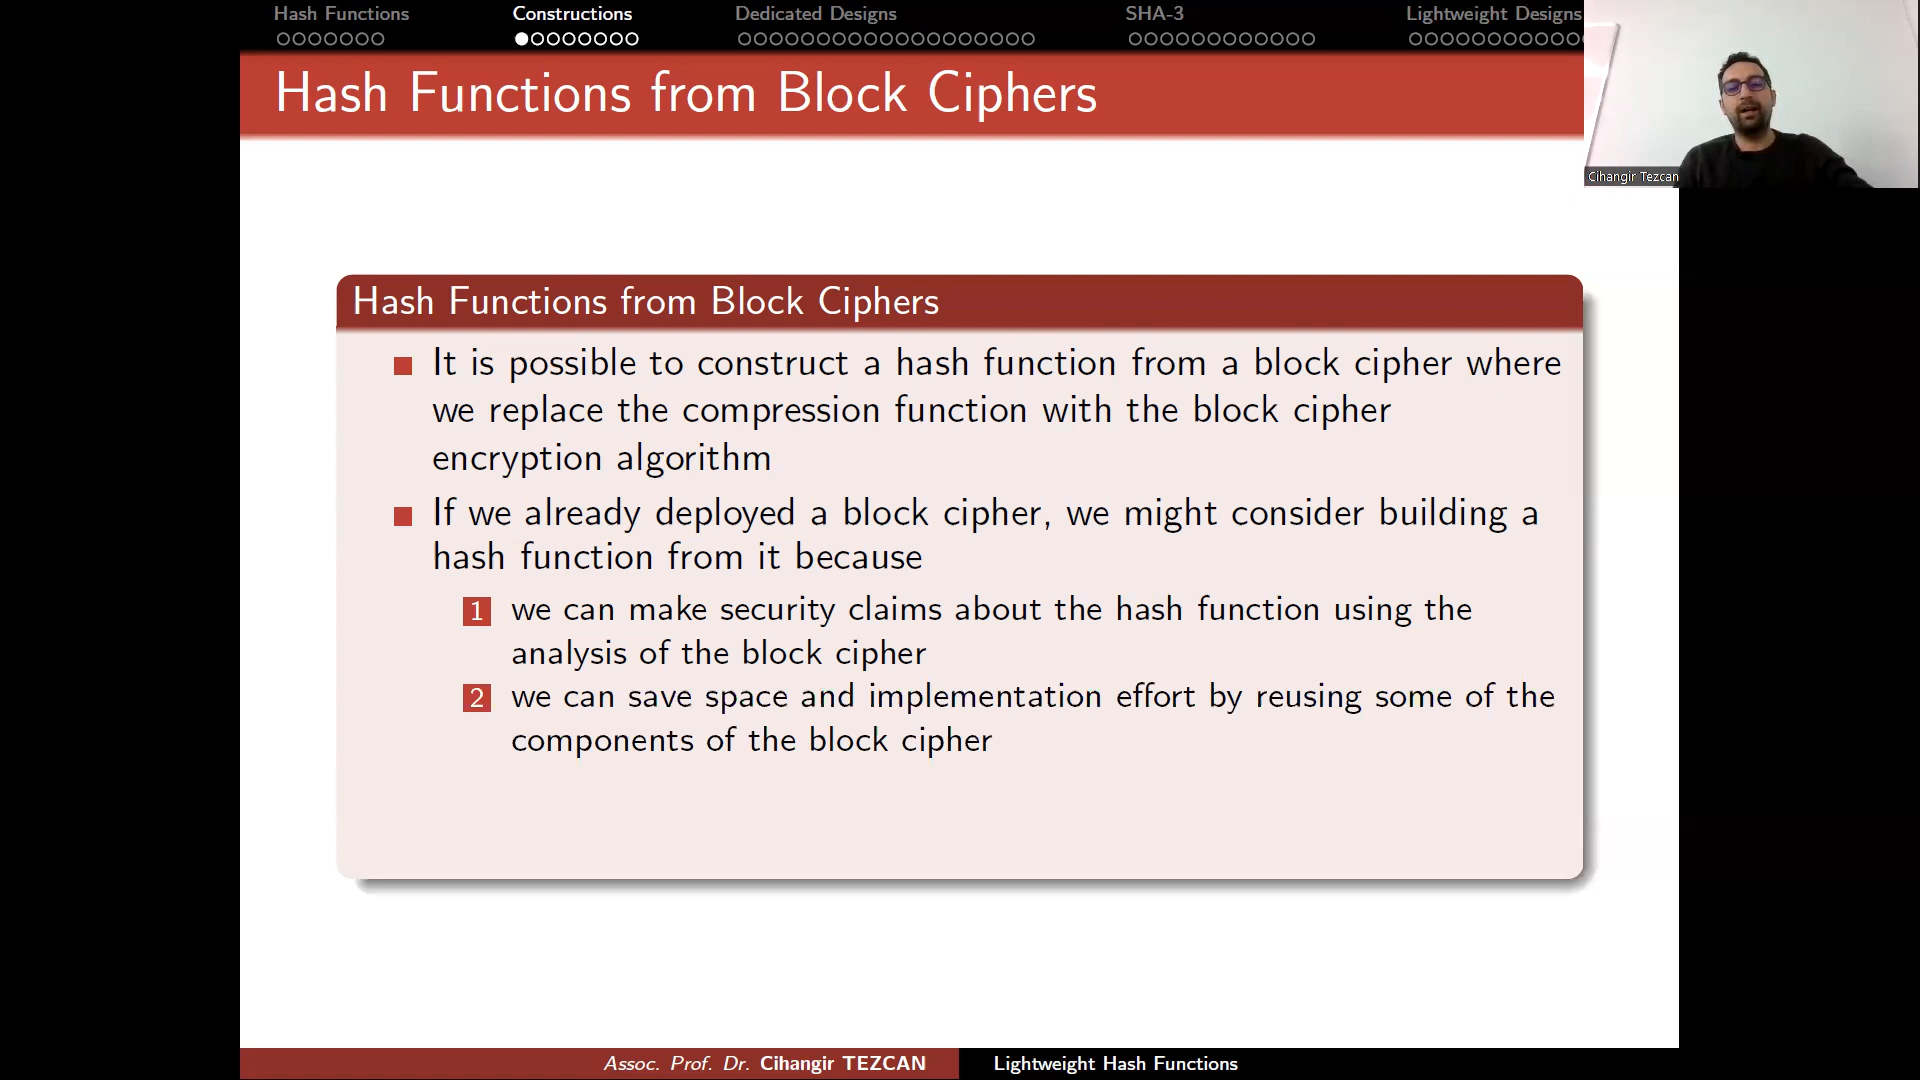 Hash Functions
Constructions
Dedicated Designs
SHA-3
Lightweight Designs
Hash Functions from Block Ciphers
Cihangir Tezcan
Hash Functions from Block Ciphers
It is possible to construct a hash function from a block cipher where
we replace the compression function with the block cipher
encryption algorithm
If we already deployed a block cipher, we might consider building a
hash function from it because
1 we can make security claims about the hash function using the
analysis of the block cipher
2 we can save space and implementation effort by reusing some of the
components of the block cipher
Assoc. Prof. Dr. Cihangir TEZCAN
Lightweight Hash Functions